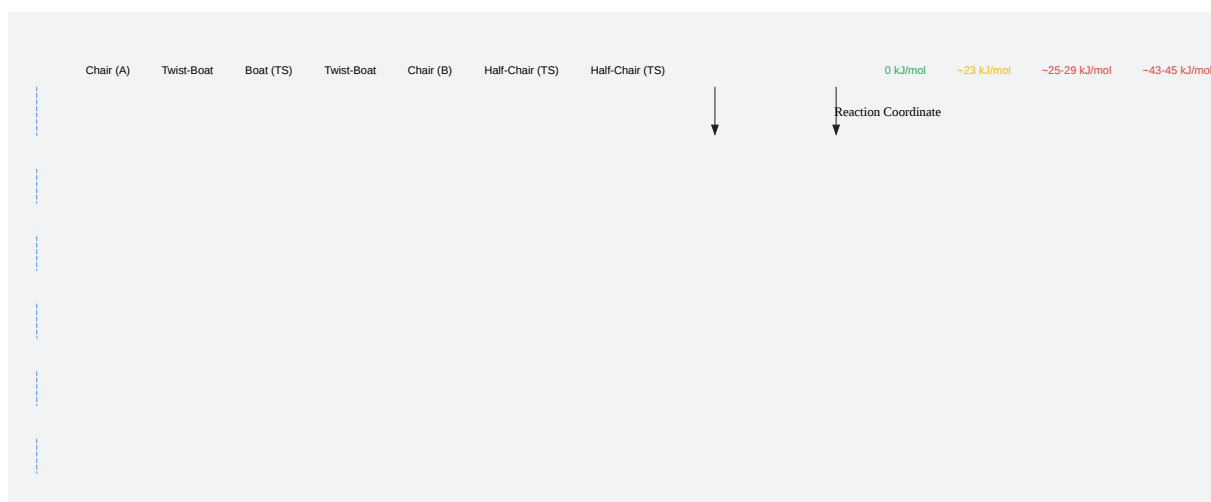 Chair (A) Twist-Boat Boat (TS) Twist-Boat Chair (B) Half-Chair (TS) Half-Chair (TS) 0 kJ/mol ~23 kJ/mol ~25-29 kJ/mol ~43-45 kJ/mol
Reaction Coordinate